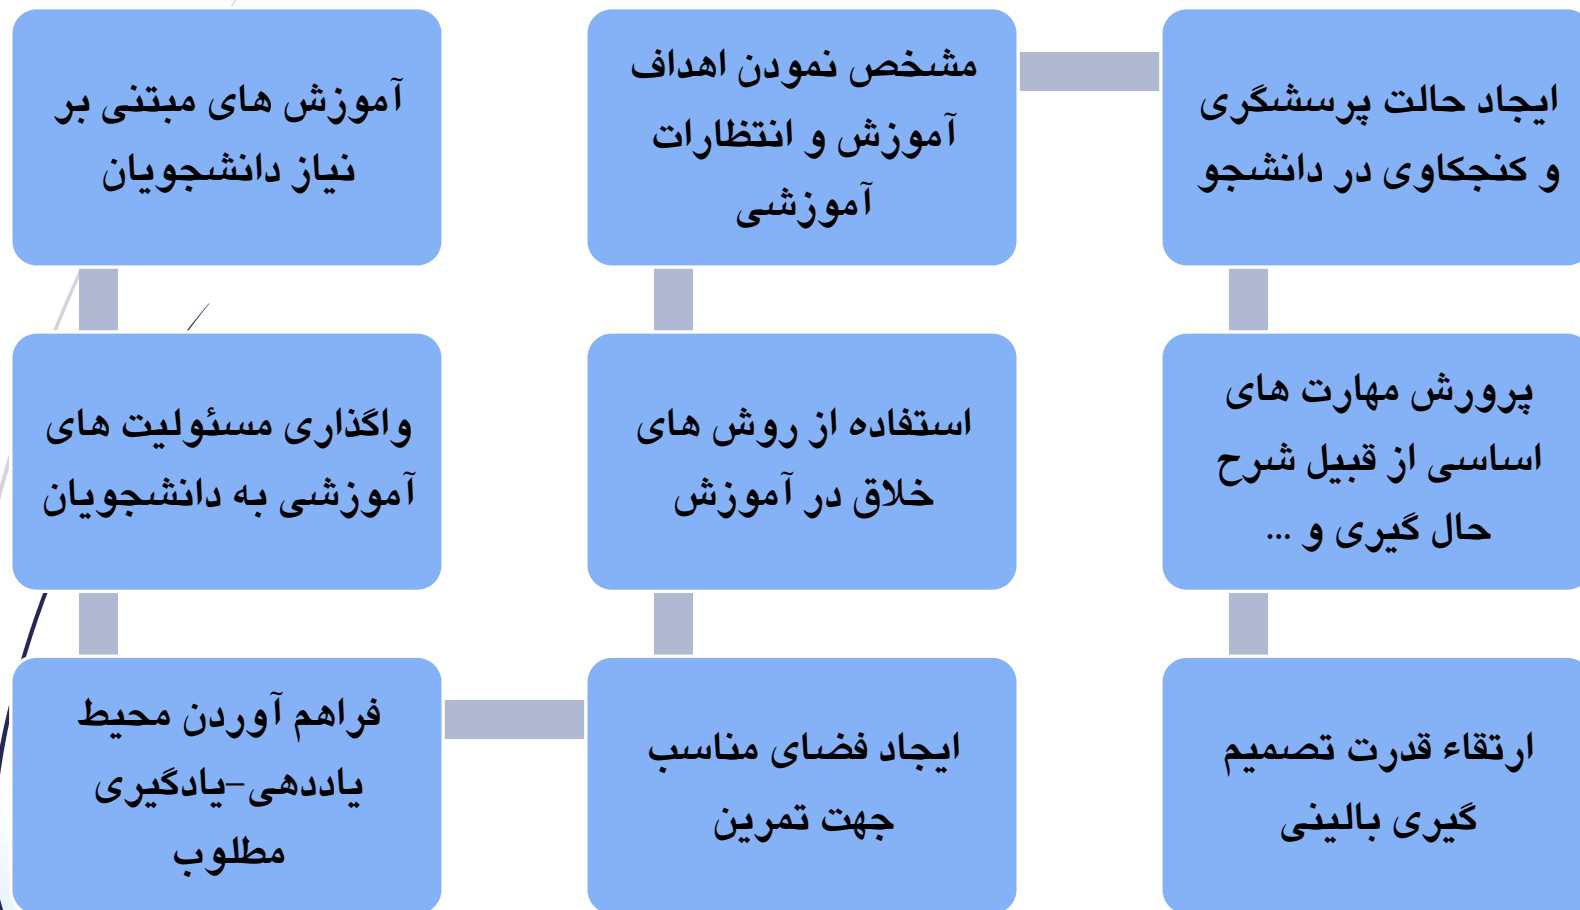 آموزش های مبتنی بر
نیاز دانشجویان
واگذاری مسئولیت های
آموزشی به دانشجویان
فراهم آوردن محیط
یاددهی–یادگیری
مطلوب
ایجاد فضای مناسب
جهت تمرین
استفاده از روش های
خلاق در آموزش
مشخص نمودن اهداف
آموزش و انتظارات
آموزشی
ایجاد حالت پرسشگری
و کنجکاوی در دانشجو
پرورش مهارت های
اساسی از قبیل شرح
حال گیری و ...
ارتقاء قدرت تصمیم
گیری بالینی